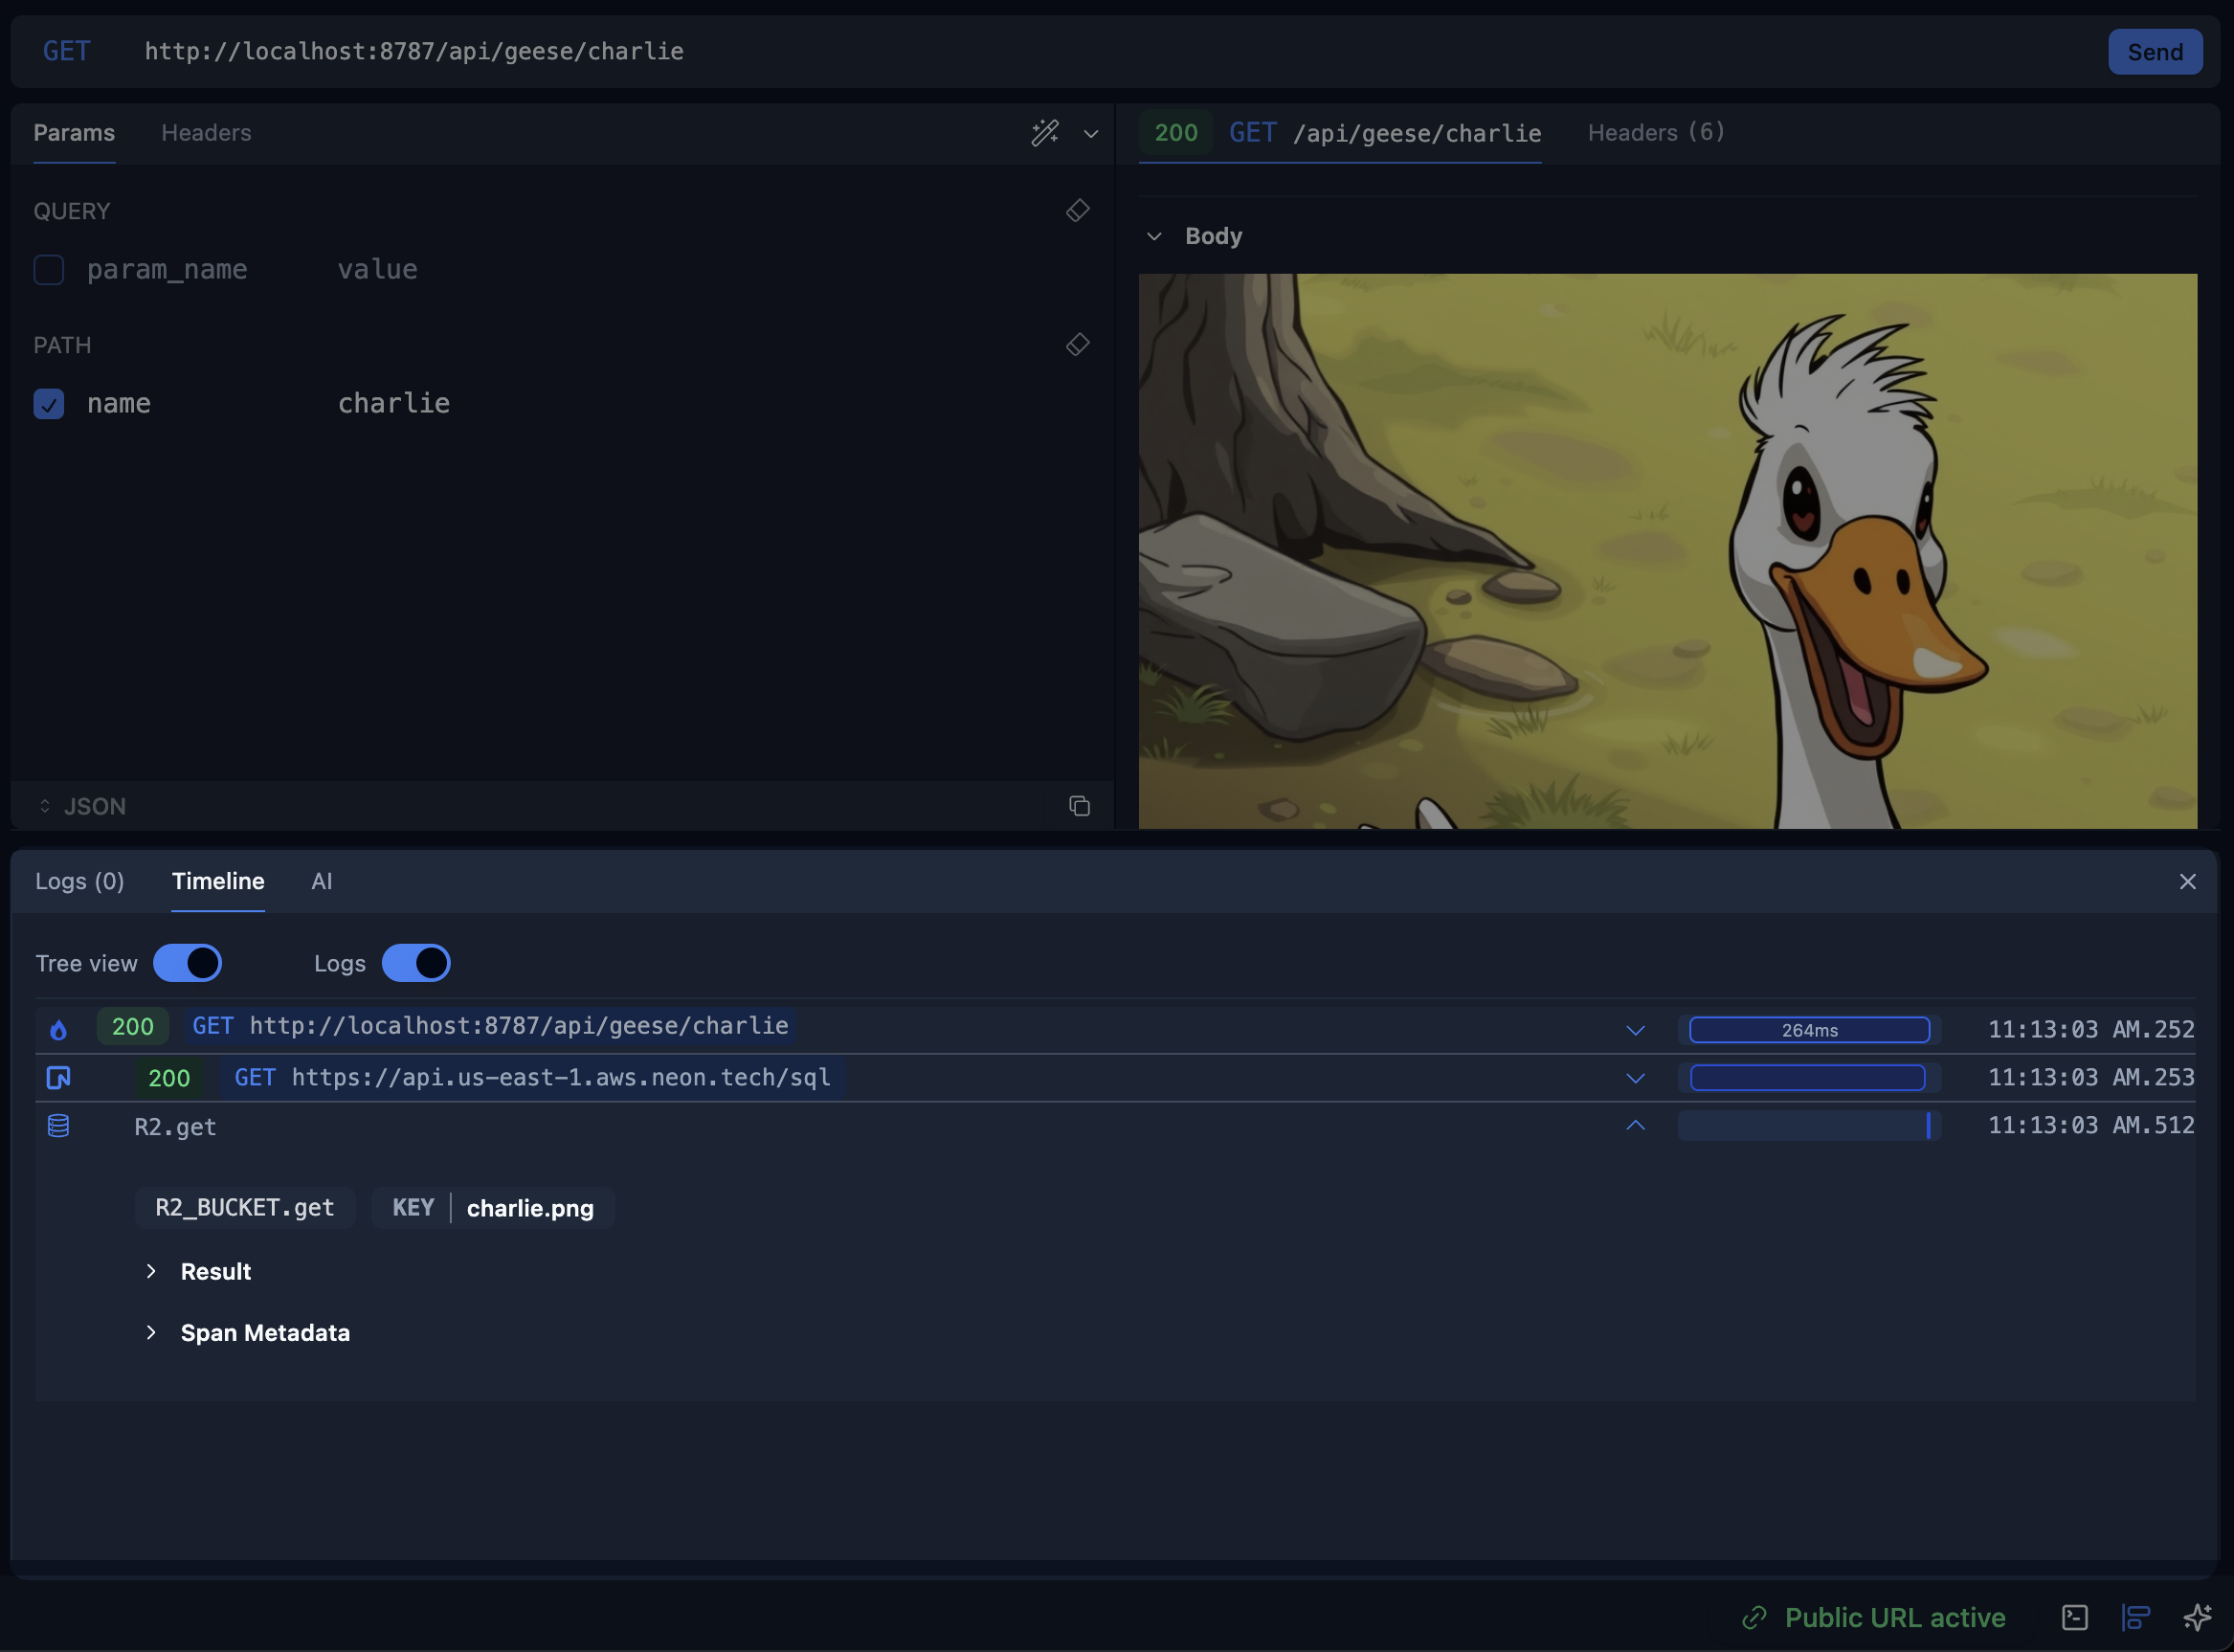 GET http://localhost:8787/api/geese/charlie Send
Params Headers
QUERY
param_name value
PATH
name charlie
JSON
200 GET /api/geese/charlie Headers (6)
Body
Logs (0) Timeline AI
Tree view Logs
200 GET http://localhost:8787/api/geese/charlie 264ms 11:13:03 AM.252
200 GET https://api.us-east-1.aws.neon.tech/sql 11:13:03 AM.253
R2.get 11:13:03 AM.512
R2_BUCKET.get KEY charlie.png
Result
Span Metadata
Public URL active